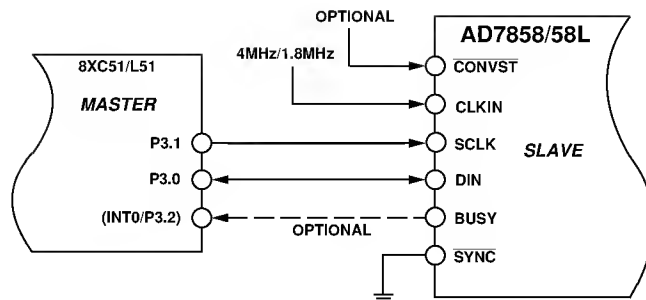 OPTIONAL
4MHz/1.8MHz
8XC51/L51
MASTER
P3.1
P3.0
(INT0/P3.2)
OPTIONAL
AD7858/58L
CONVST
CLKIN
SCLK
SLAVE
DIN
BUSY
SYNC